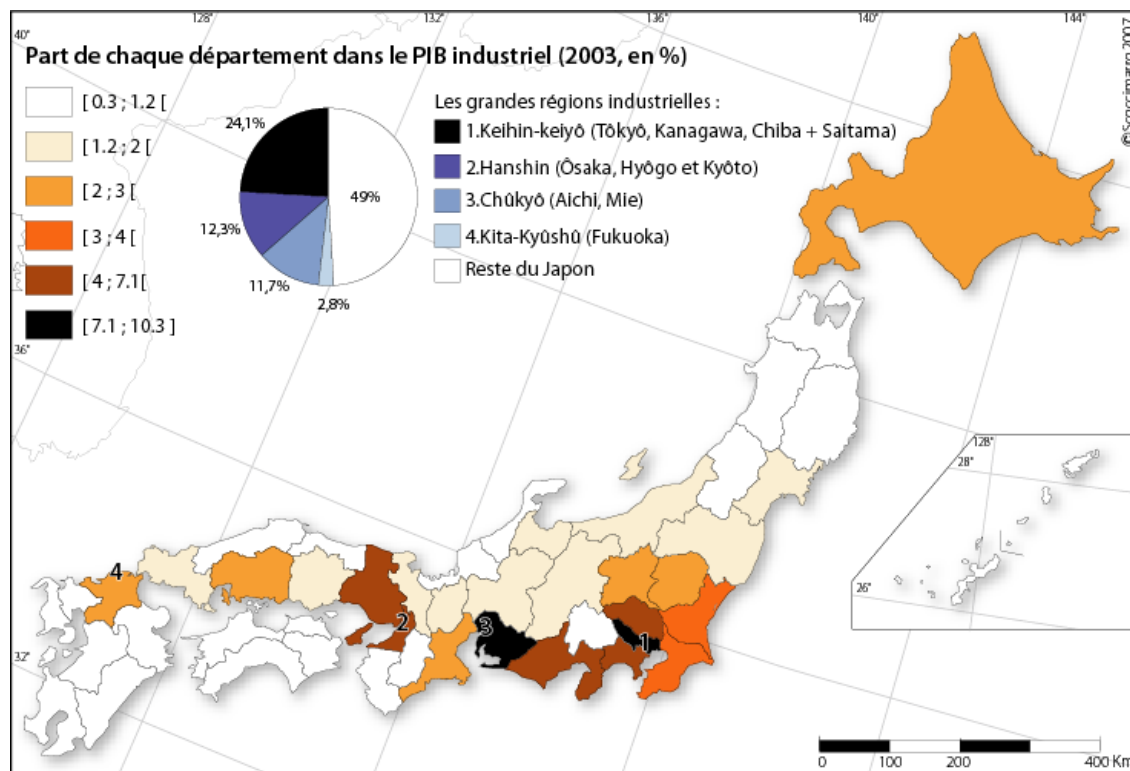 128°
132°
136°
140°
144°
40°
Part de chaque département dans le PIB industriel (2003, en %)
[ 0.3 ; 1.2 [
[ 1.2 ; 2 [
[ 2 ; 3 [
[ 3 ; 4 [
[ 4 ; 7.1 [
[ 7.1 ; 10.3 ]
24,1%
49%
12,3%
11,7%
2,8%
Les grandes régions industrielles :
1.Keihin-keiyô (Tôkyô, Kanagawa, Chiba + Saitama)
2.Hanshin (Ôsaka, Hyôgo et Kyôto)
3.Chûkyô (Aichi, Mie)
4.Kita-Kyûshû (Fukuoka)
Reste du Japon
©Scoccimarro 2007
36°
32°
4
2
3
1
128°
28°
26°
0
100
200
400 Km